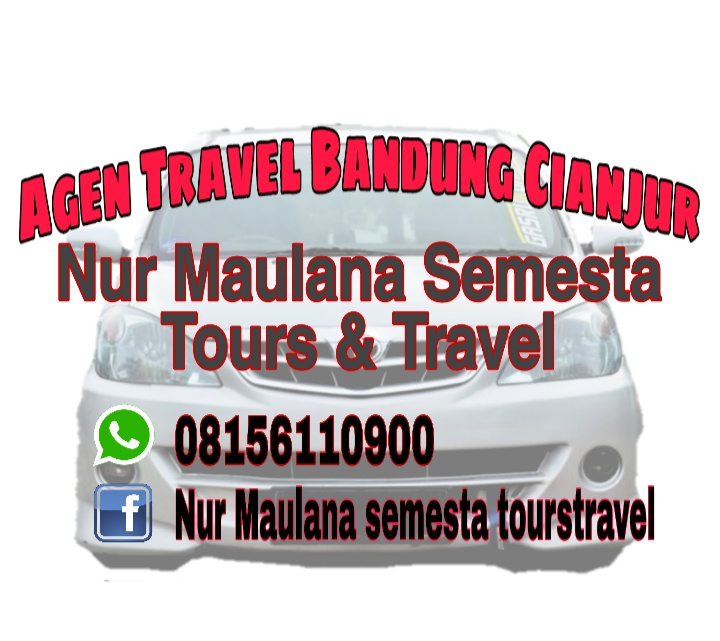 Agen Travel Bandung Cianjur
Nur Maulana Semesta
Tours & Travel
08156110900
Nur Maulana semesta tourstravel